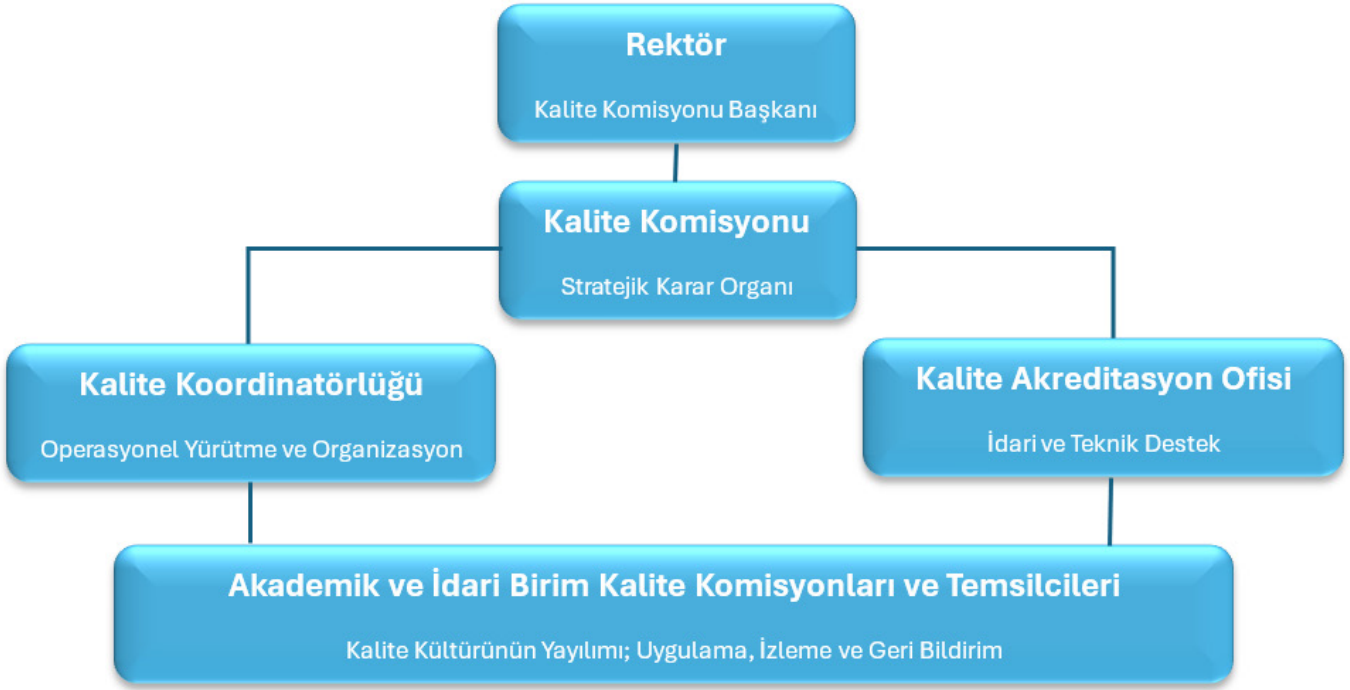 Rektör
Kalite Komisyonu Başkanı
Kalite Komisyonu
Stratejik Karar Organı
Kalite Koordinatörlüğü
Operasyonel Yürütme ve Organizasyon
Kalite Akreditasyon Ofisi
İdari ve Teknik Destek
Akademik ve İdari Birim Kalite Komisyonları ve Temsilcileri
Kalite Kültürünün Yayılımı; Uygulama, İzleme ve Geri Bildirim